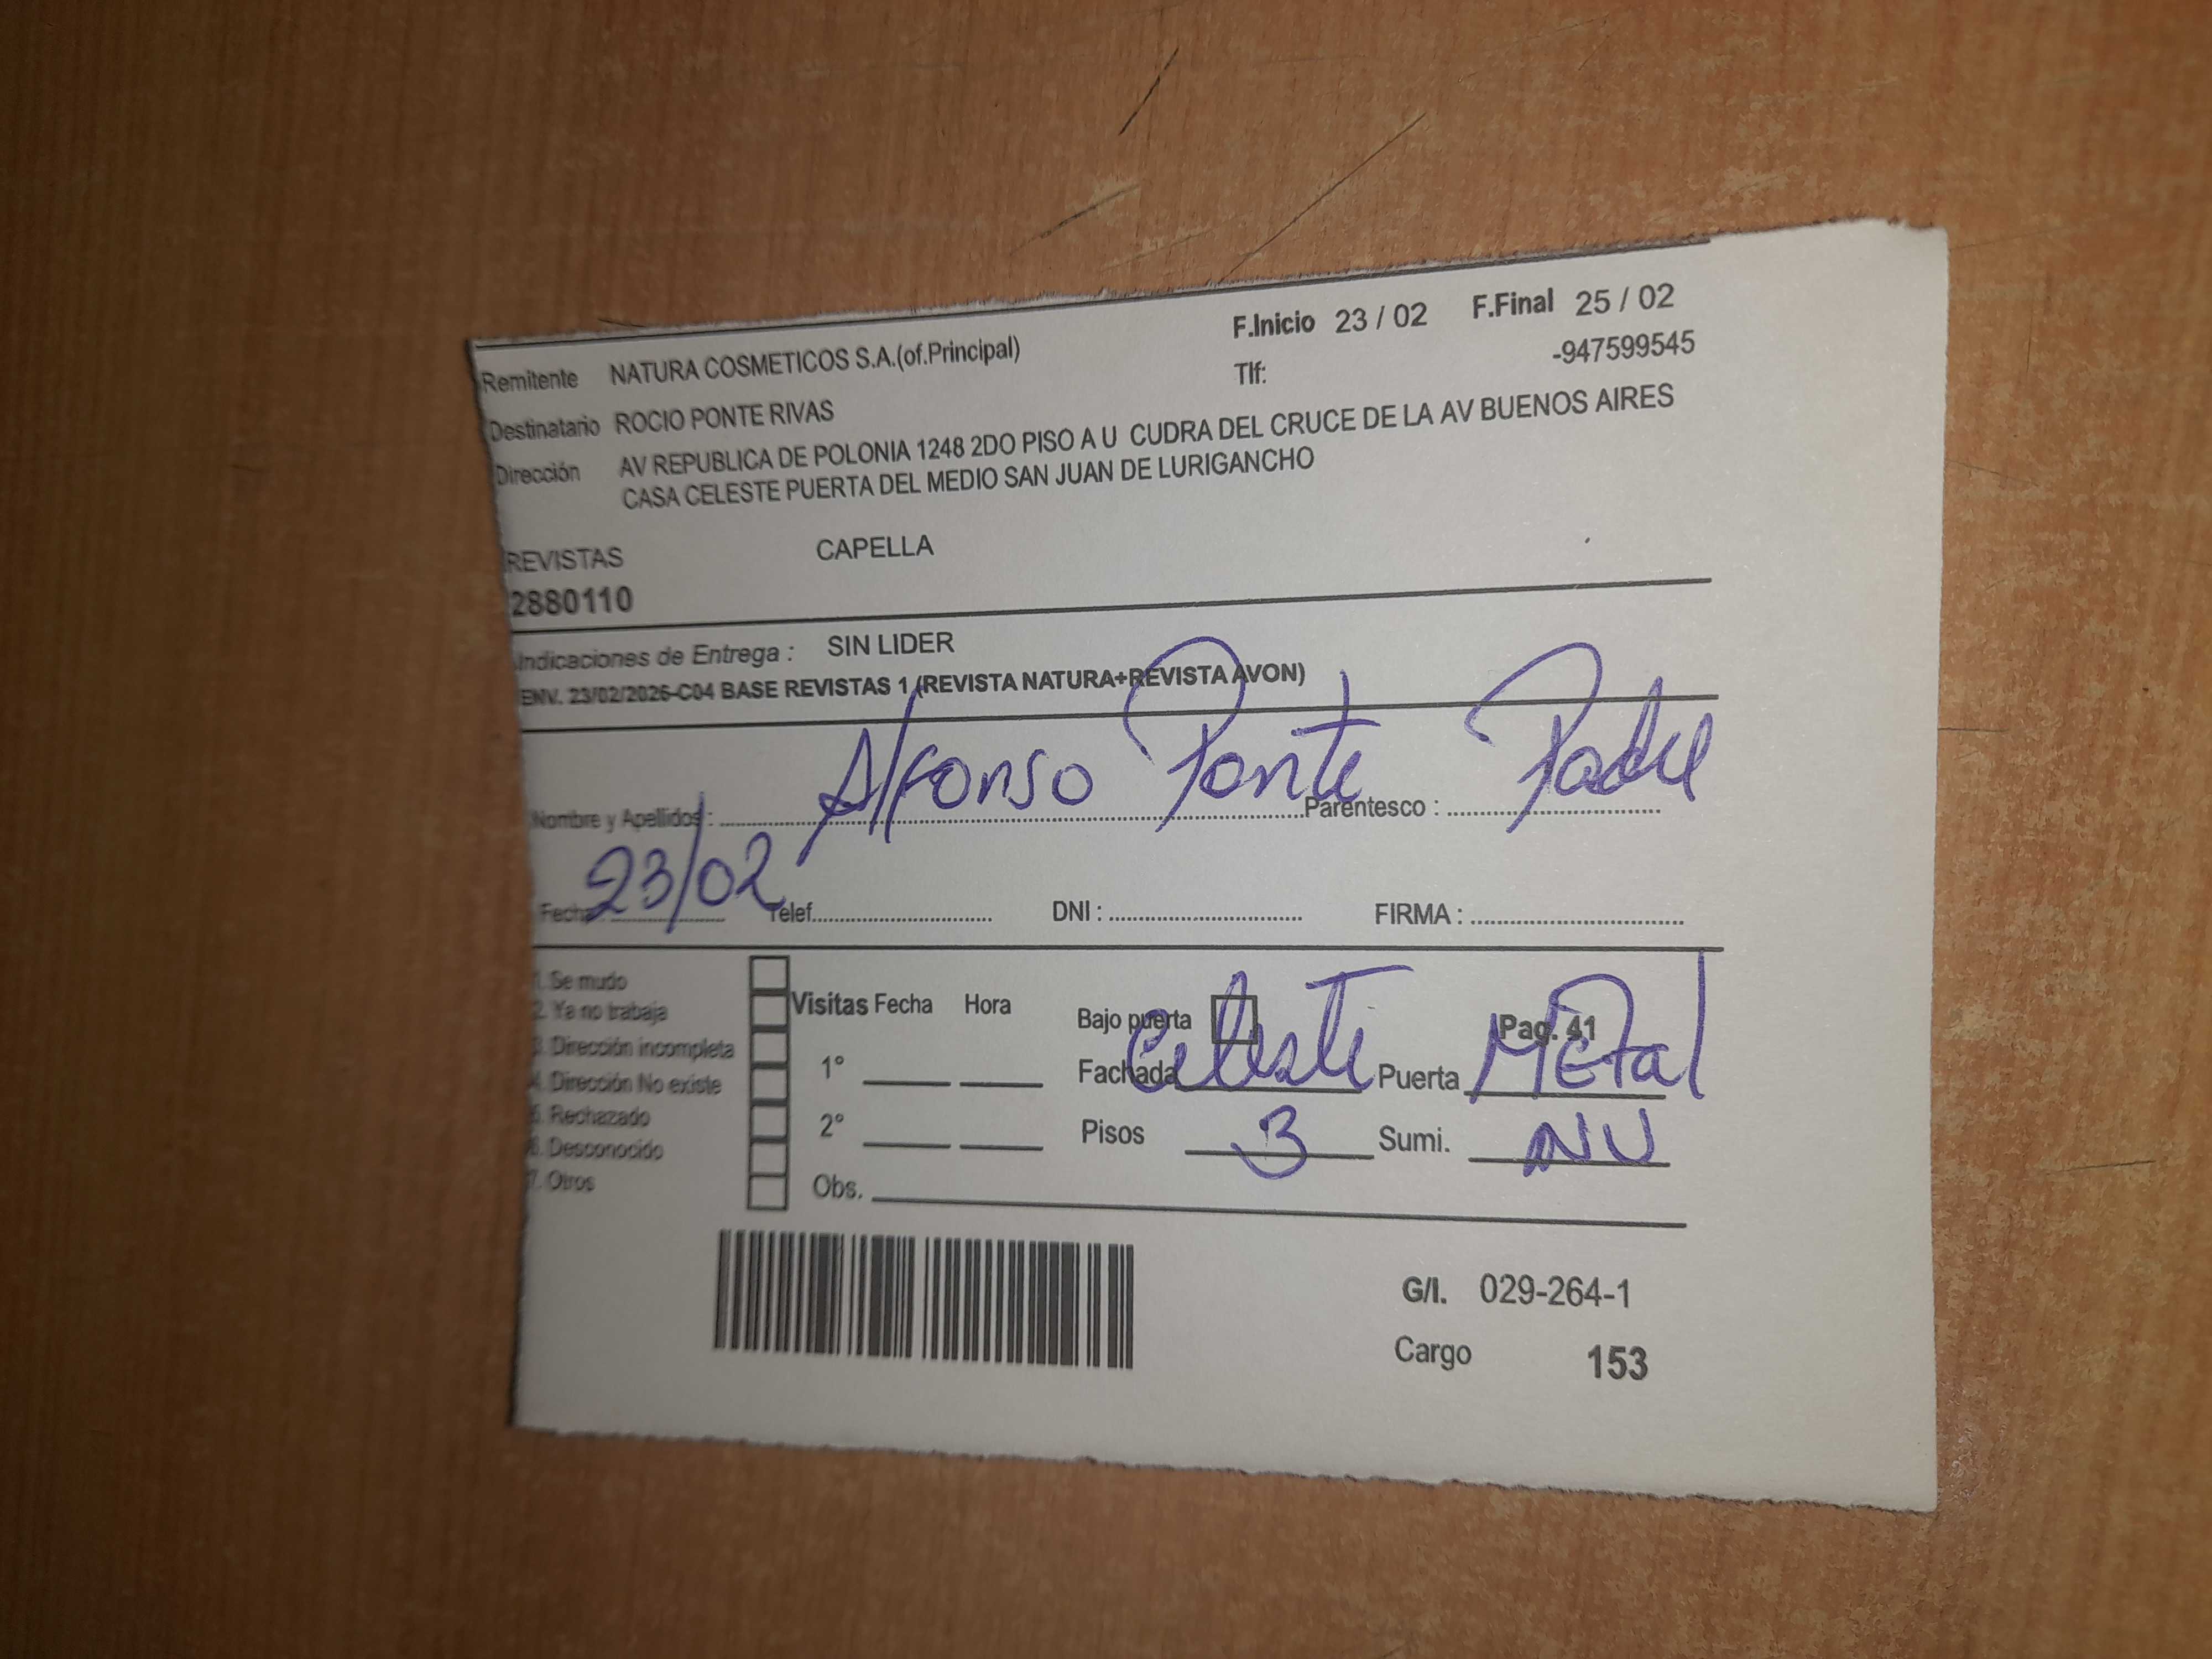 F.Inicio 23 / 02 F.Final 25 / 02
Remitente NATURA COSMETICOS S.A.(of.Principal) Tlf: -947599545
Destinatario ROCIO PONTE RIVAS
Dirección AV REPUBLICA DE POLONIA 1248 2DO PISO A U CUDRA DEL CRUCE DE LA AV BUENOS AIRES
CASA CELESTE PUERTA DEL MEDIO SAN JUAN DE LURIGANCHO
REVISTAS CAPELLA
2880110
Indicaciones de Entrega : SIN LIDER
ENV. 23/02/2026-C04 BASE REVISTAS 1 (REVISTA NATURA+REVISTA AVON)
Nombre y Apellidos : Alfonso Ponte Parentesco : Padre
Fecha : 23/02 Telef. DNI : FIRMA :
1. Se mudo
2. Ya no trabaja
3. Dirección incompleta
4. Dirección No existe
5. Rechazado
6. Desconocido
7. Otros
Visitas Fecha Hora
1°
2°
Obs.
Bajo puerta Pag. 41
Fachada Celeste Puerta Metal
Pisos 3 Sumi. NU
G/I. 029-264-1
Cargo 153